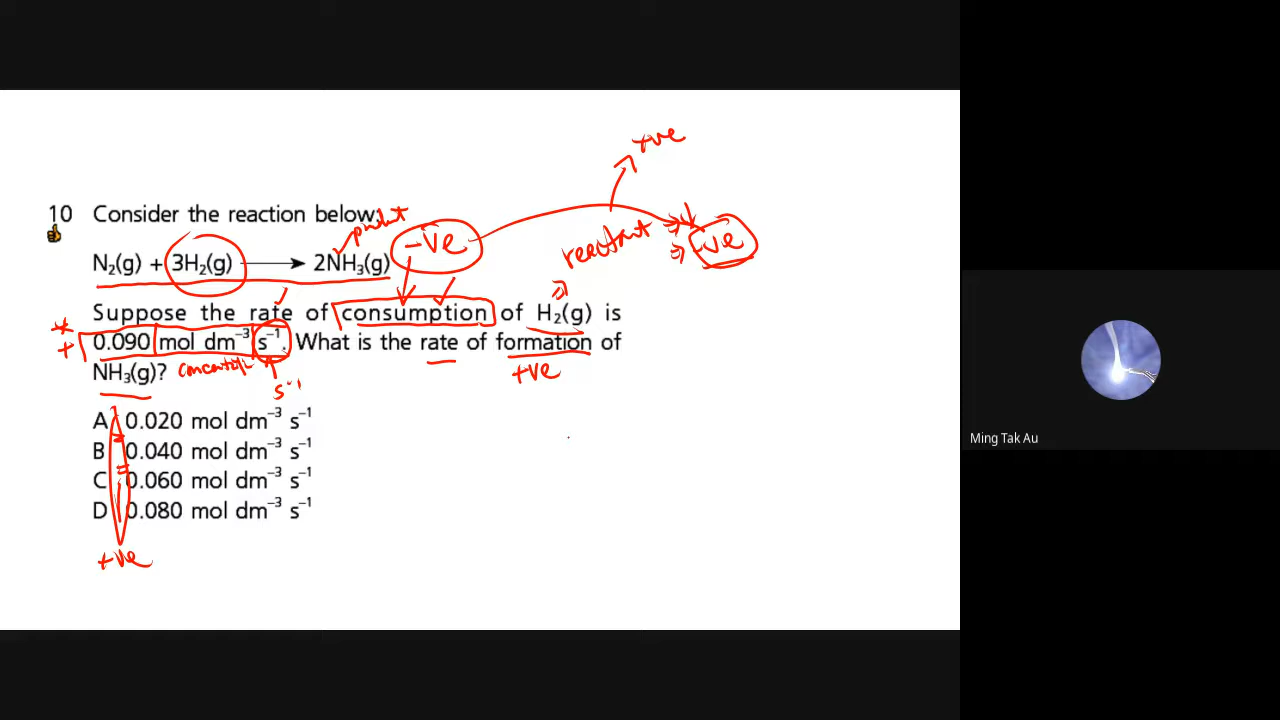 +ve
10 Consider the reaction below:
product
-ve
reactant
-ve
N₂(g) + 3H₂(g) ⟶ 2NH₃(g)
Suppose the rate of consumption of H₂(g) is
* +
0.090 mol dm⁻³ s⁻¹. What is the rate of formation of
NH₃(g)?
+ve
s⁻¹
A 0.020 mol dm⁻³ s⁻¹
B 0.040 mol dm⁻³ s⁻¹
C 0.060 mol dm⁻³ s⁻¹
D 0.080 mol dm⁻³ s⁻¹
+ve
Ming Tak Au